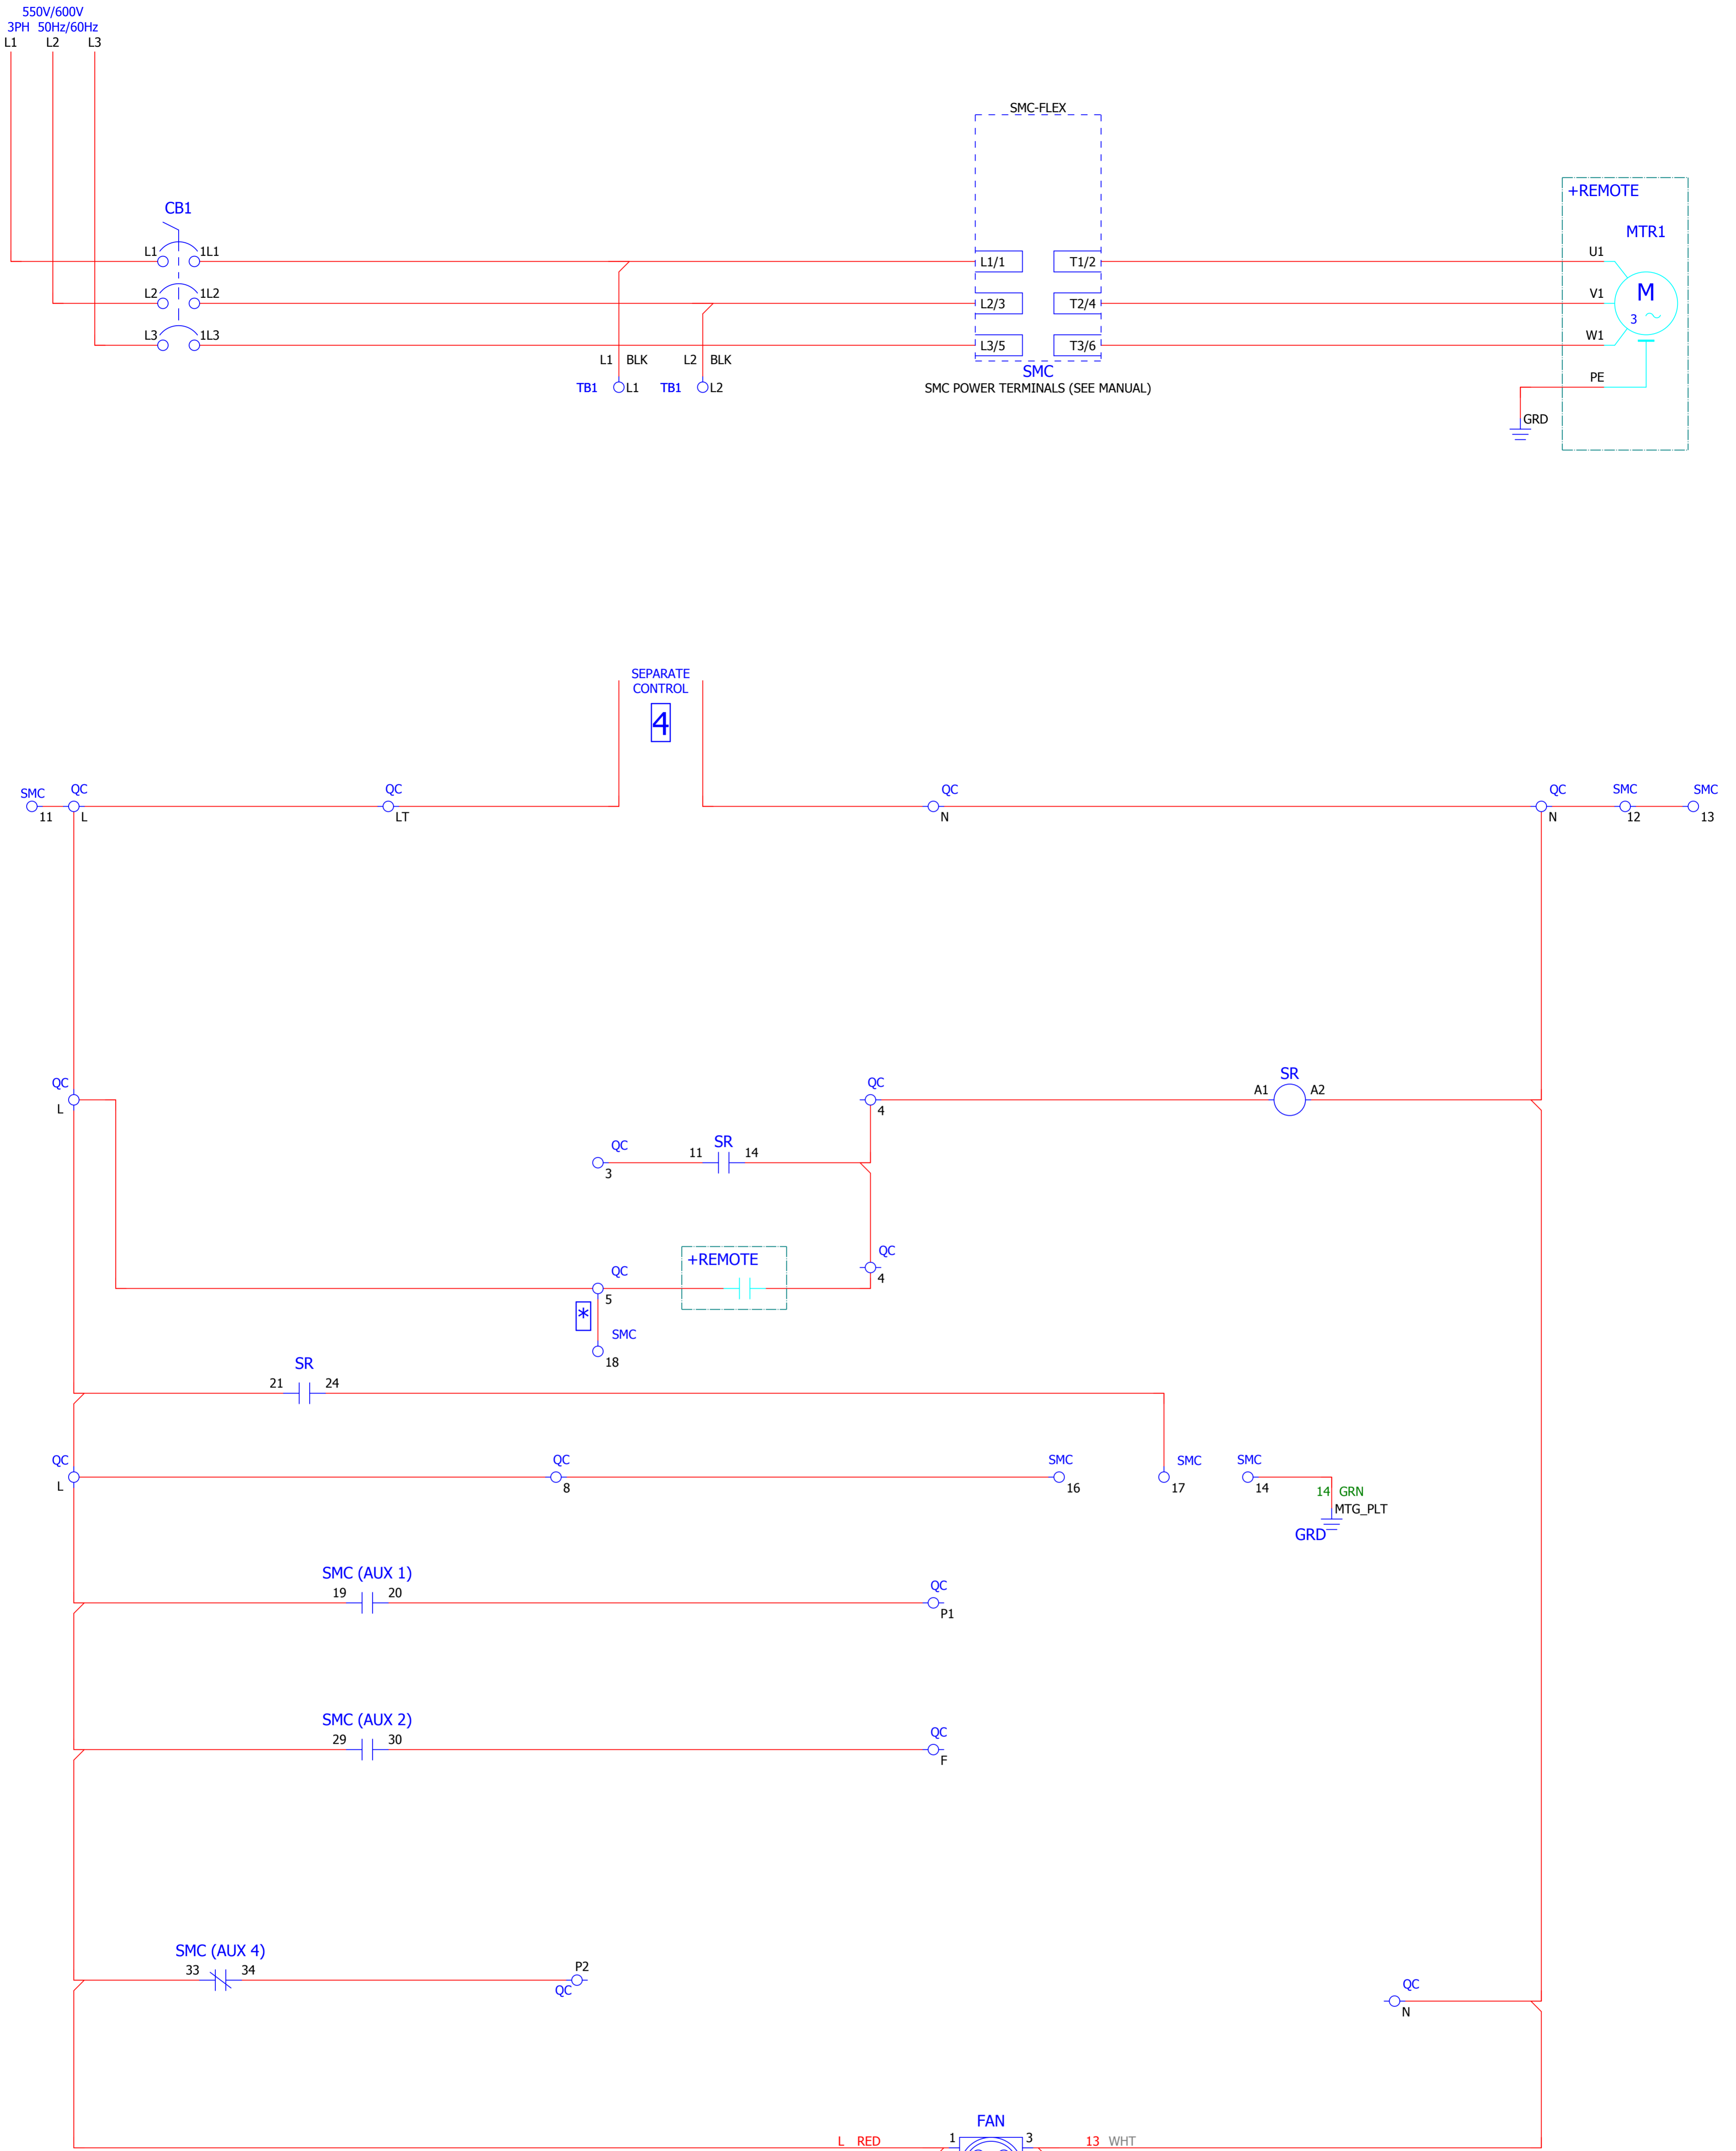 550V/600V
3PH 50Hz/60Hz
L1 L2 L3
SMC-FLEX
+REMOTE
CB1
MTR1
L1 1L1 L1/1 T1/2 U1
L2 1L2 L2/3 T2/4 V1 M
3
L3 1L3 L3/5 T3/6 W1
L1 BLK L2 BLK
SMC
PE
TB1 L1 TB1 L2
SMC POWER TERMINALS (SEE MANUAL)
GRD
SEPARATE
CONTROL
4
SMC QC QC QC QC SMC SMC
11 L LT N N 12 13
QC QC SR
A1 A2
L 4
QC SR
11 14
3
QC
+REMOTE
4
QC
5
*
SMC
18
SR
21 24
QC QC SMC SMC SMC
L 8 16 17 14
14 GRN
MTG_PLT
GRD
SMC (AUX 1)
19 20 QC
P1
SMC (AUX 2)
29 30 QC
F
SMC (AUX 4)
33 34 P2
QC
QC
N
FAN
L RED 1 3 13 WHT